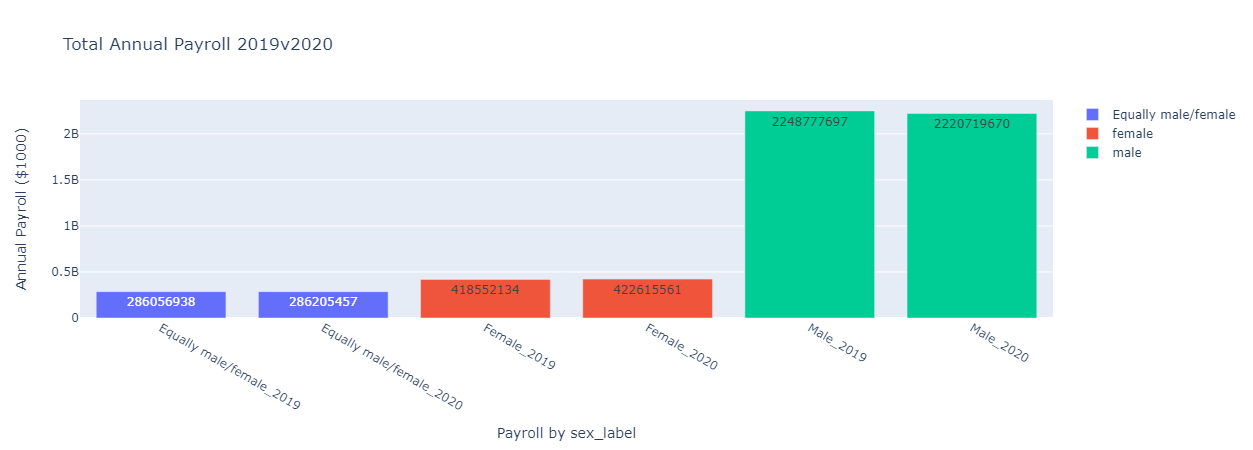 Total Annual Payroll 2019v2020
Annual Payroll ($1000)
2B
1.5B
1B
0.5B
0
286056938
286205457
418552134
422615561
2248777697
2220719670
Equally male/female_2019
Equally male/female_2020
Female_2019
Female_2020
Male_2019
Male_2020
Payroll by sex_label
Equally male/female
female
male